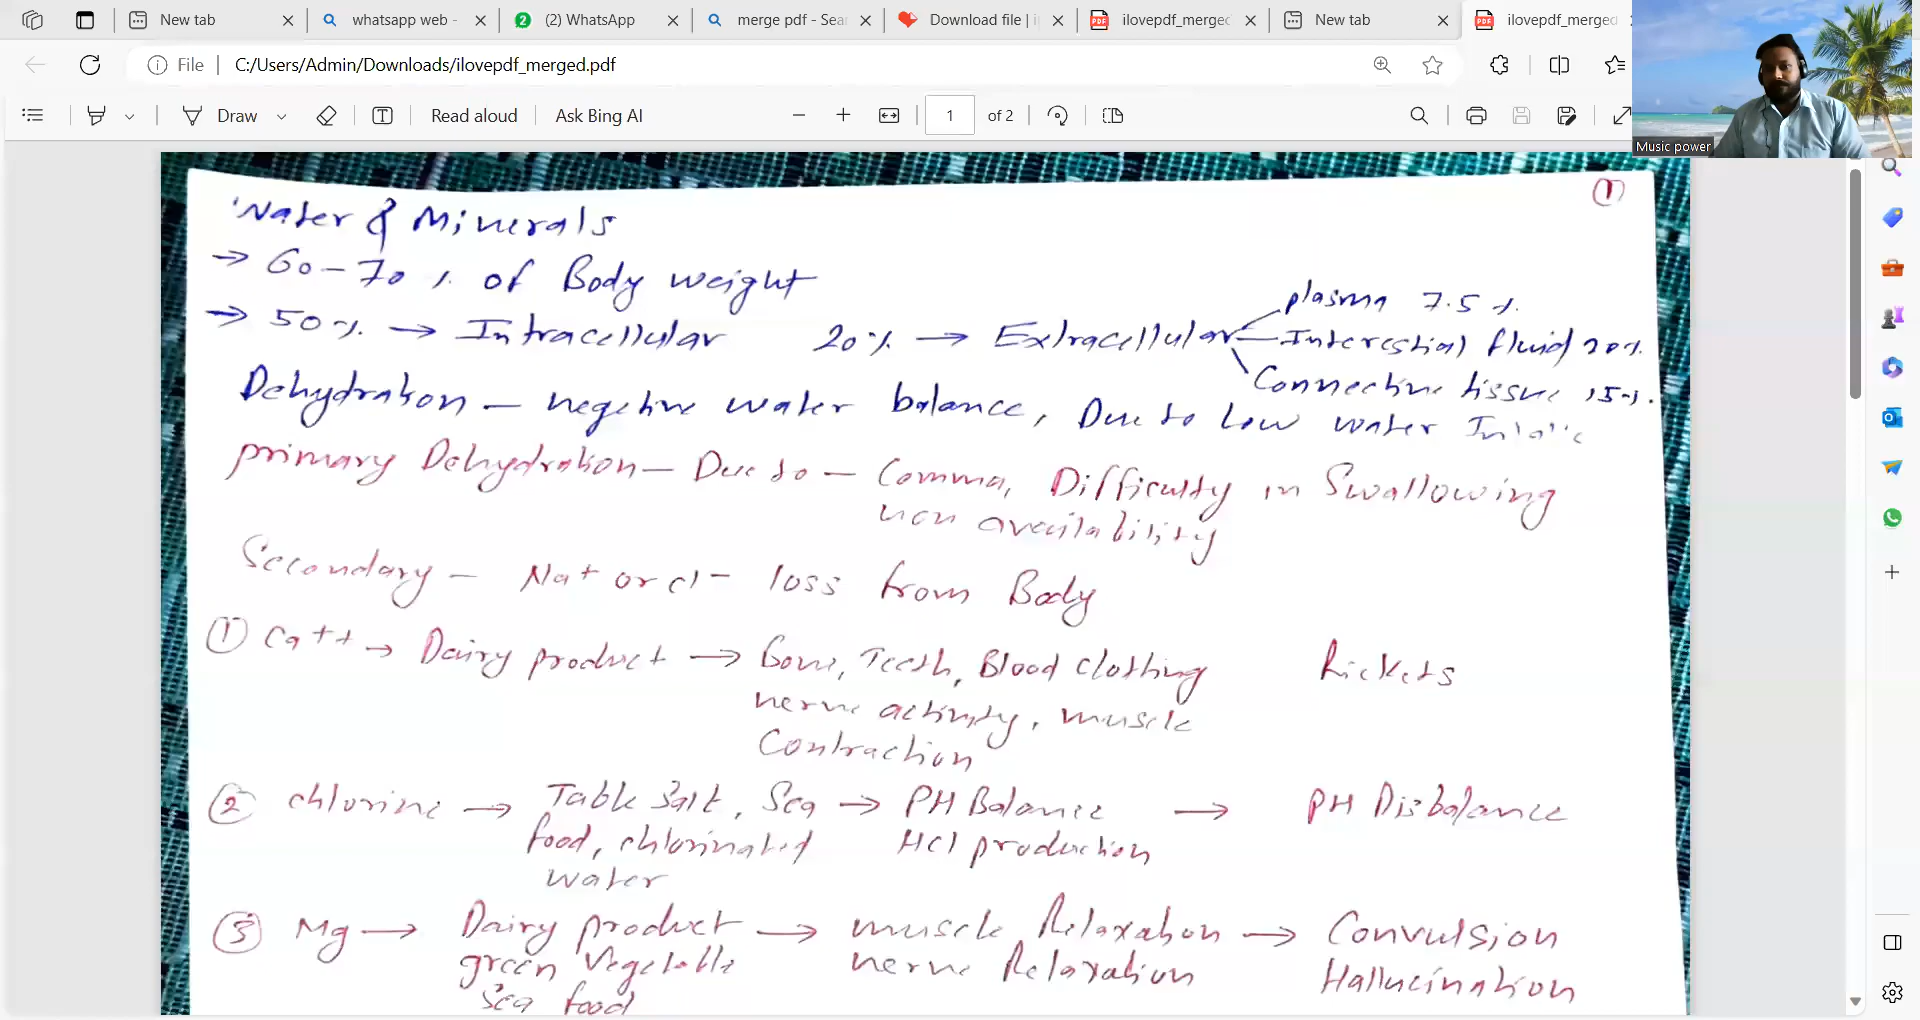 New tab
whatsapp web -
(2) WhatsApp
merge pdf - Sea
Download file | i
ilovepdf_merged
New tab
ilovepdf_merged
File
C:/Users/Admin/Downloads/ilovepdf_merged.pdf
Draw
Read aloud
Ask Bing AI
1 of 2
Music power
1
Water & Minerals
→ 60-70 % of Body weight
→ 50% → Intracellular 20% → Extracellular
plasma 7.5 %
Interestial fluid 20%
Connective tissue 15%.
Dehydration - negetive water balance, Due to Low water
primary Dehydration - Due to - Comma, Difficulty in Swallowing
non availability
Secondary - Na+ or cl- loss from Body
① Ca++ → Dairy product → Bone, Teeth, Blood clothing Rickets
nerve activity, muscle
Contraction
② chlorine → Table Salt, Sea → PH Balance → PH Disbalance
food, chlorinated HCl production
water
③ Mg → Dairy product → muscle Relaxation → Convulsion
green Vegetable nerve Relaxation Hallucination
Sea food